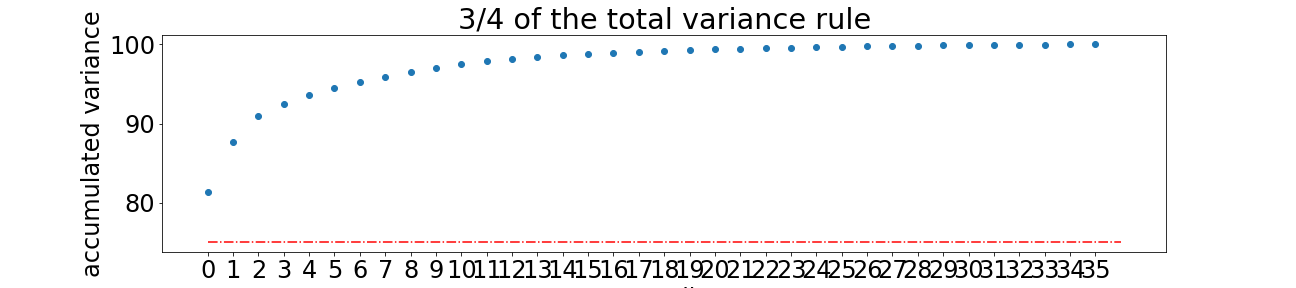 3/4 of the total variance rule
accumulated variance
100
90
80
0 1 2 3 4 5 6 7 8 9 10 11 12 13 14 15 16 17 18 19 20 21 22 23 24 25 26 27 28 29 30 31 32 33 34 35